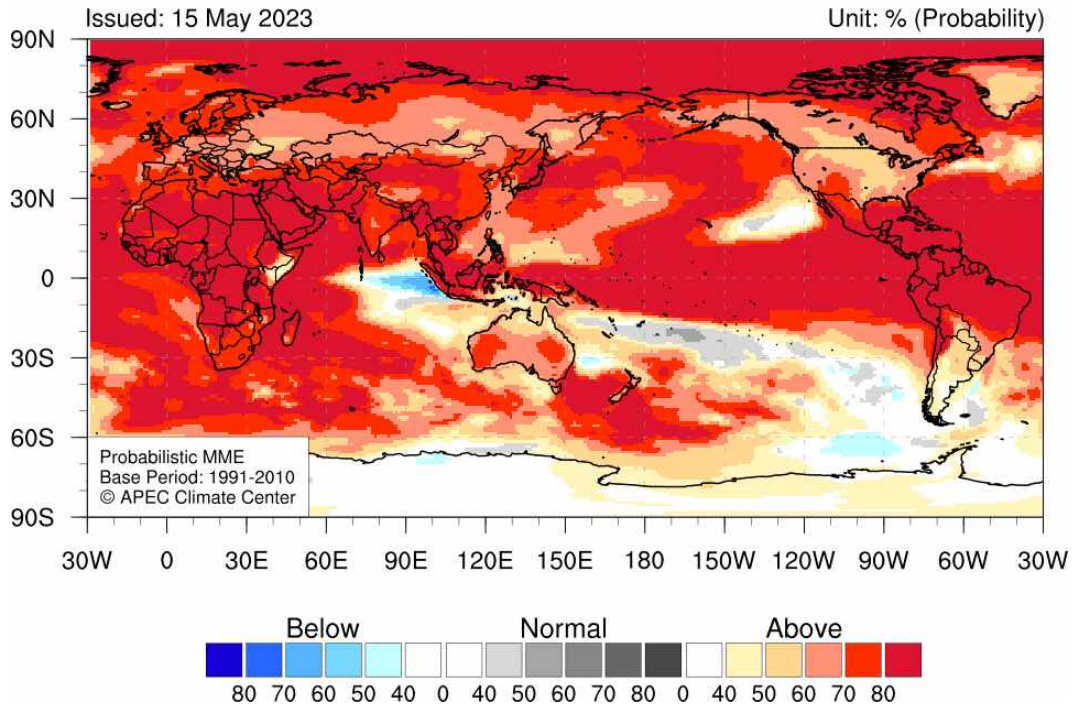 Issued: 15 May 2023 Unit: % (Probability)
90N
60N
30N
0
30S
60S
90S
Probabilistic MME
Base Period: 1991-2010
© APEC Climate Center
30W 0 30E 60E 90E 120E 150E 180 150W 120W 90W 60W 30W
Below Normal Above
80 70 60 50 40 0 40 50 60 70 80 0 40 50 60 70 80